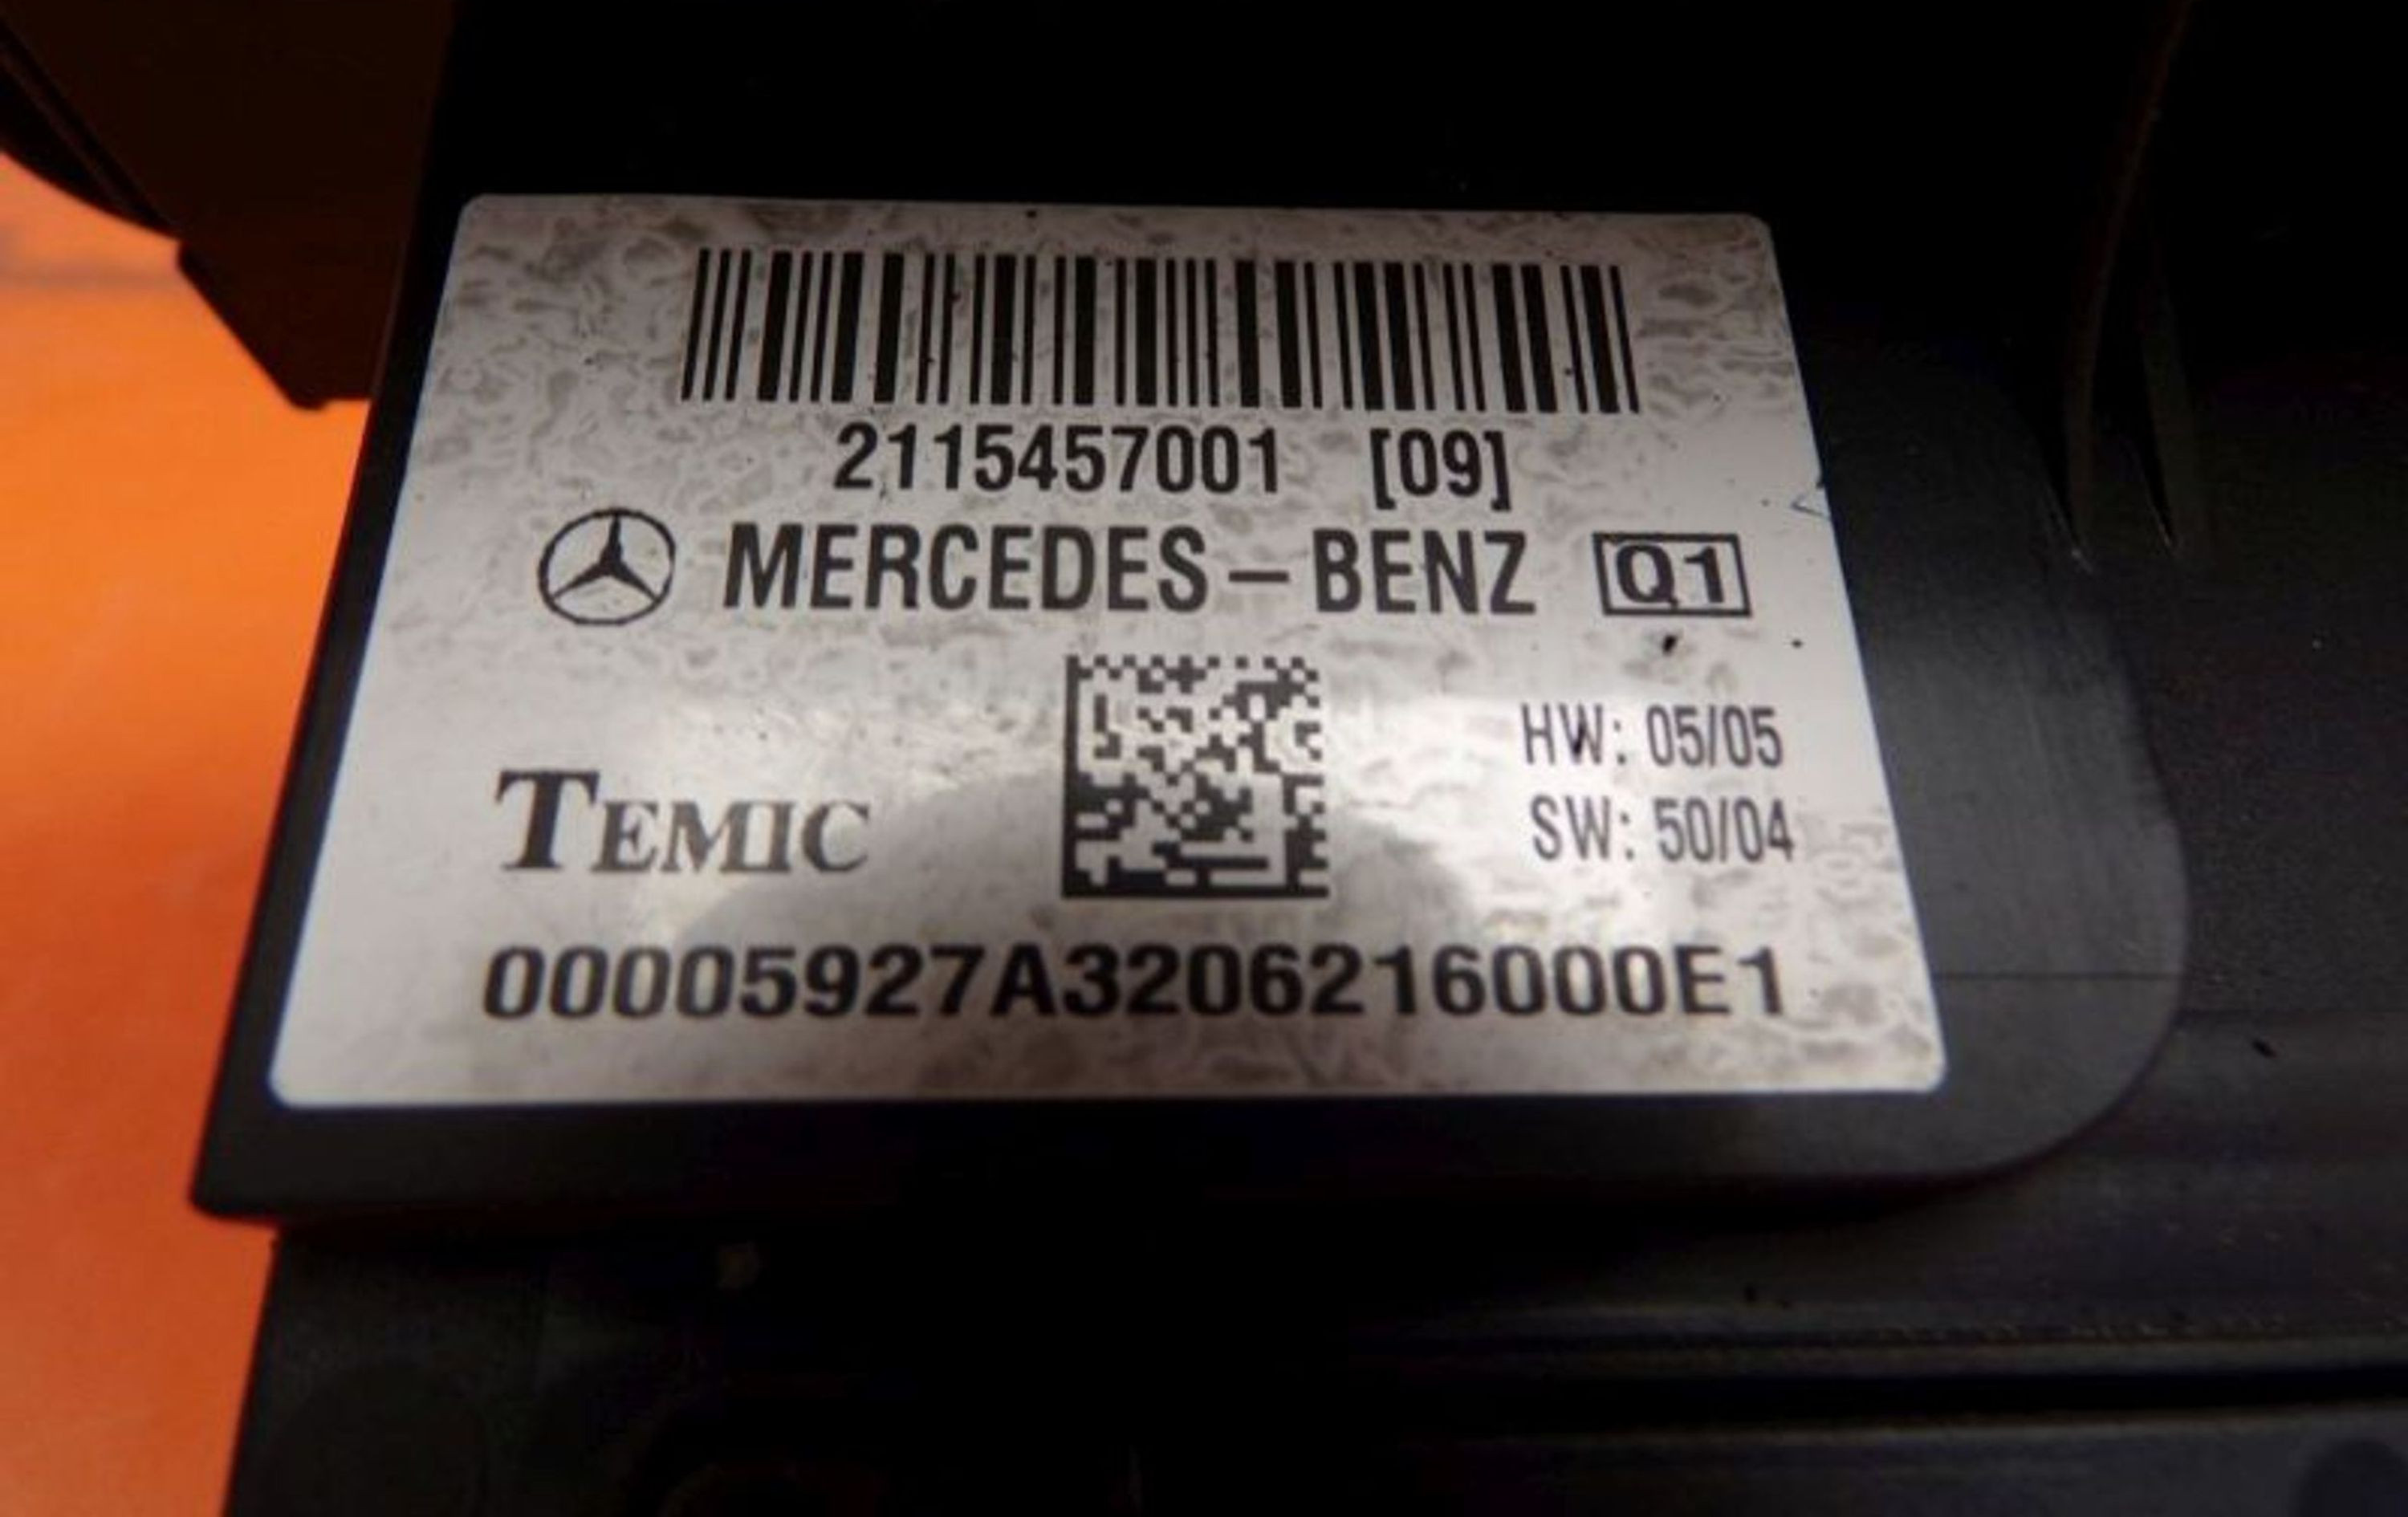 2115457001 [09]
MERCEDES-BENZ Q1
HW: 05/05
TEMIC
SW: 50/04
00005927A3206216000E1